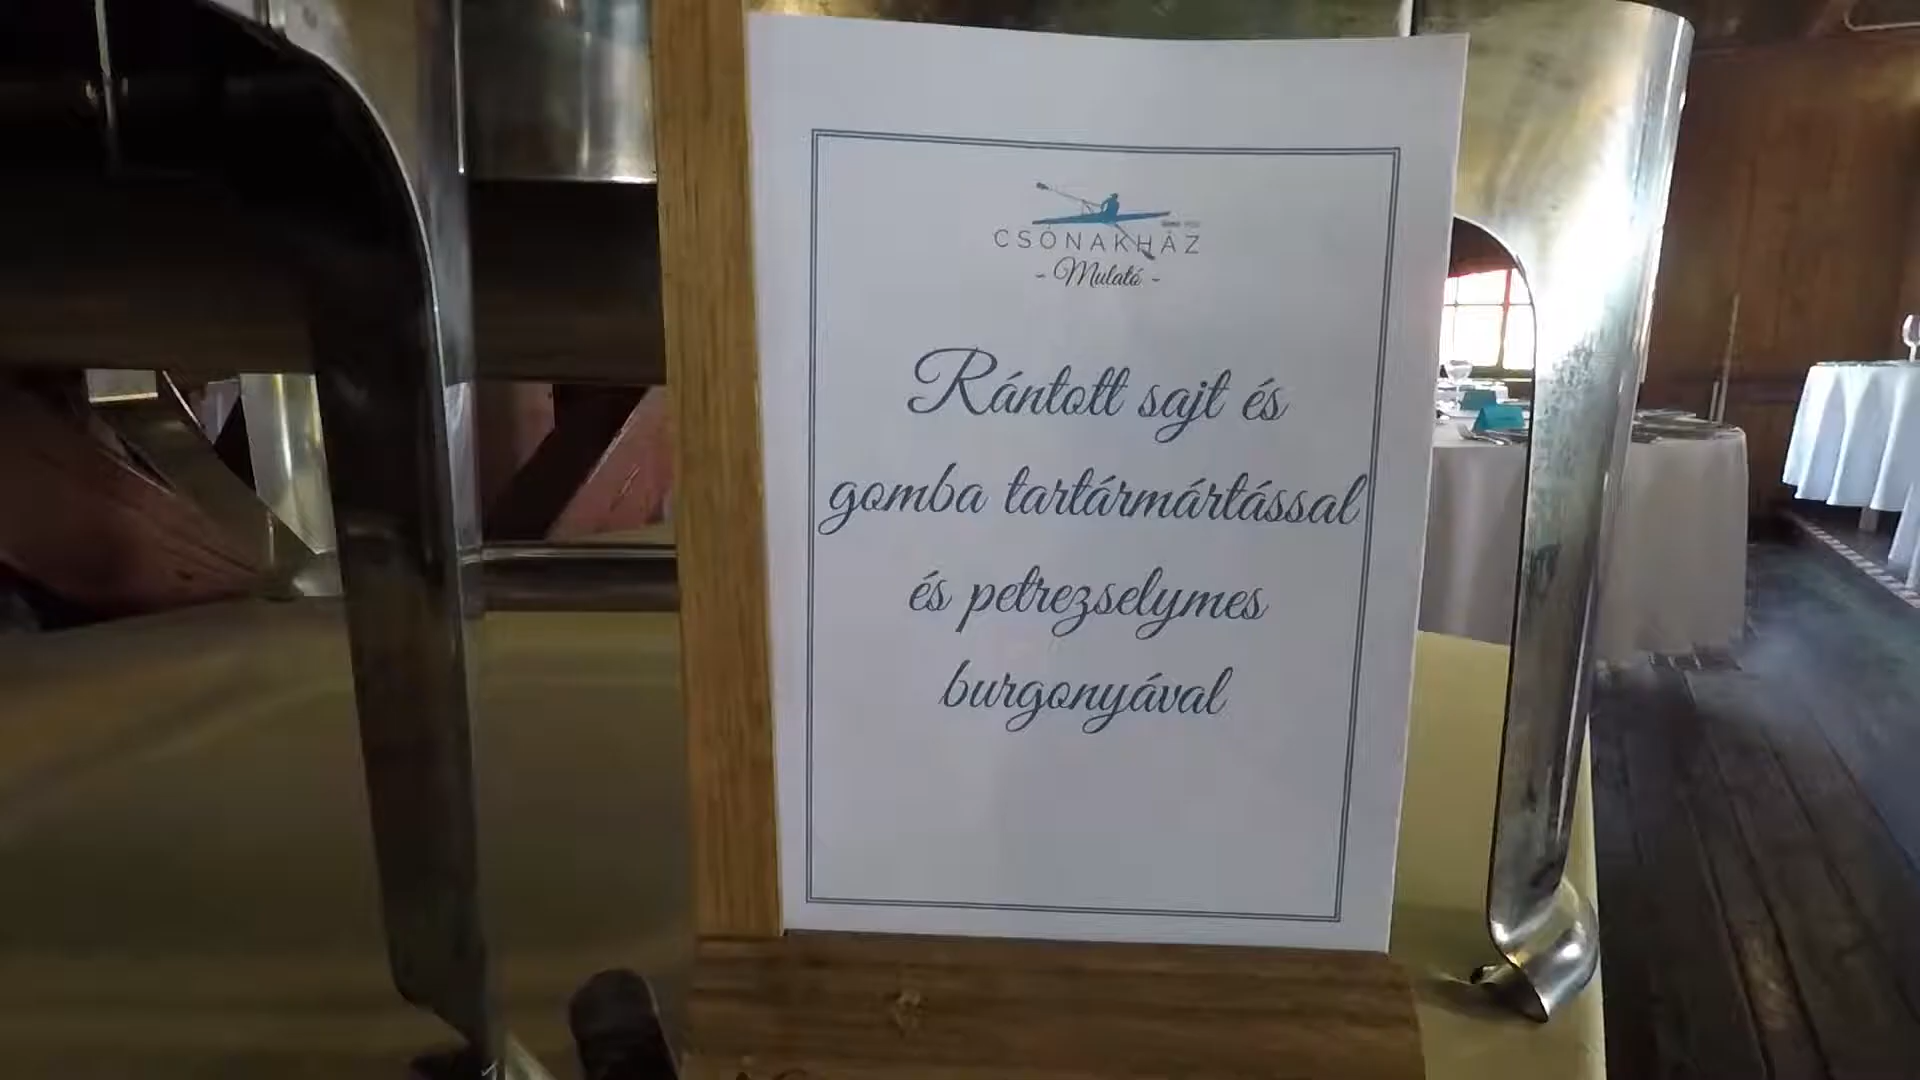 CSÓNAKHÁZ
~ Mulató ~
Rántott sajt és
gomba tartármártással
és petrezselymes
burgonyával